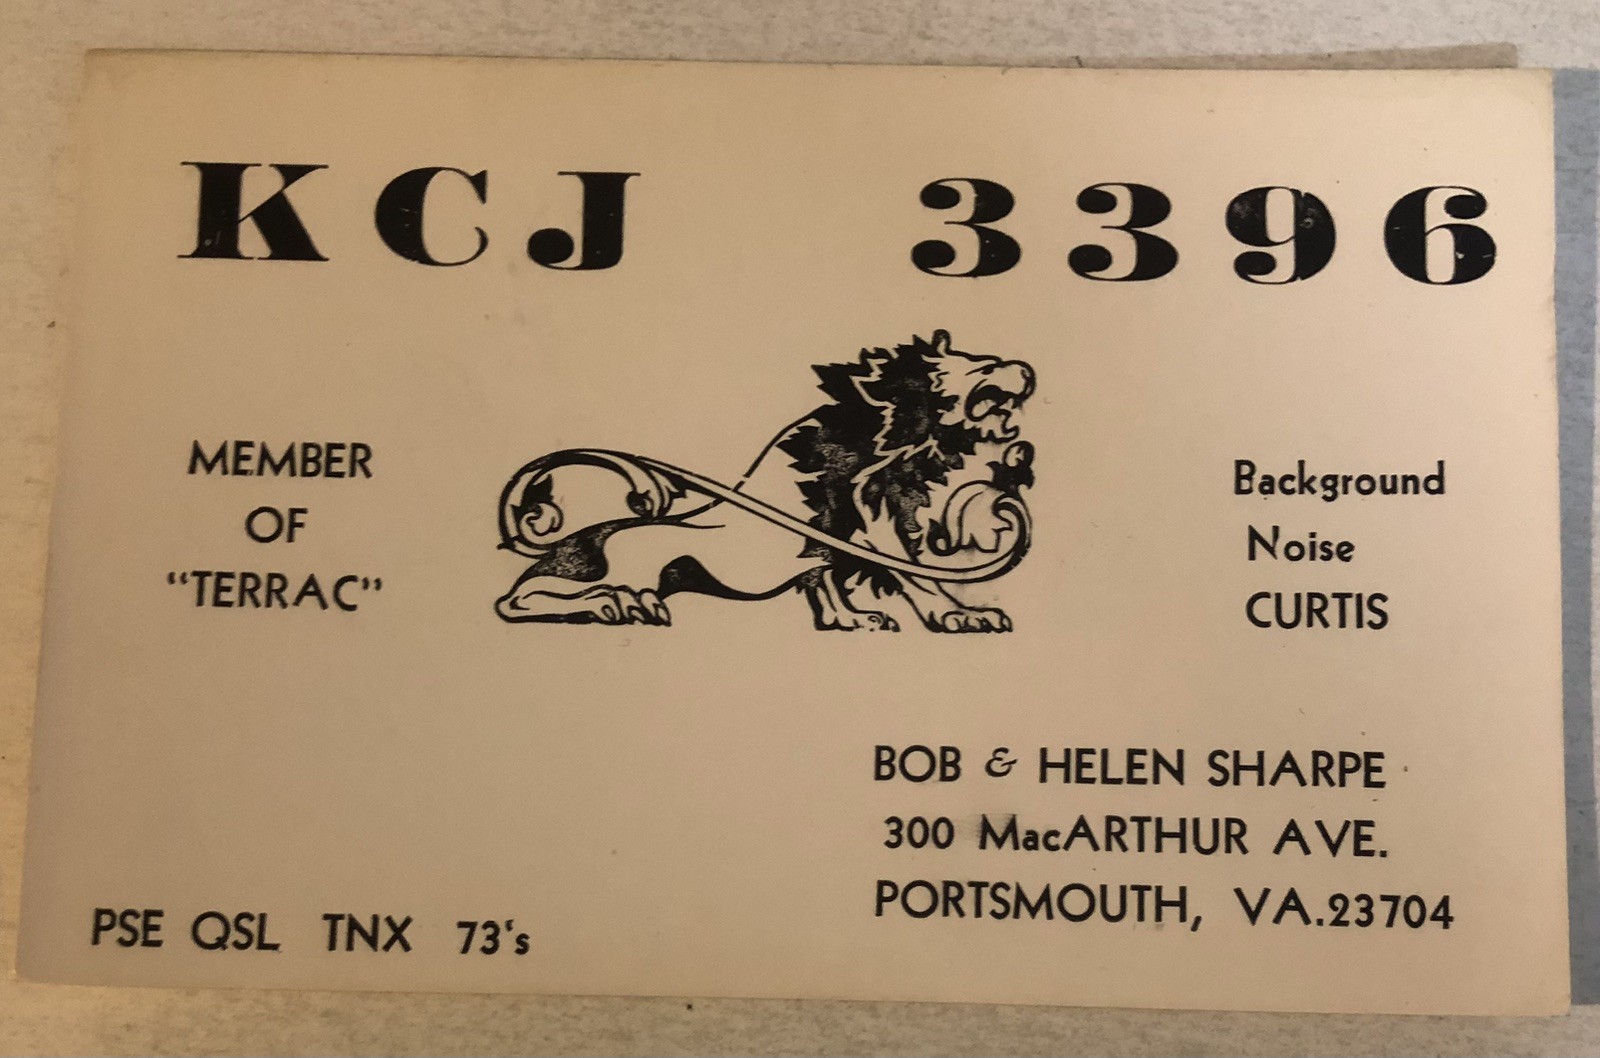 KCJ 3396
MEMBER
OF
"TERRAC"
Background
Noise
CURTIS
BOB & HELEN SHARPE
300 MacARTHUR AVE.
PORTSMOUTH, VA.23704
PSE QSL TNX 73's